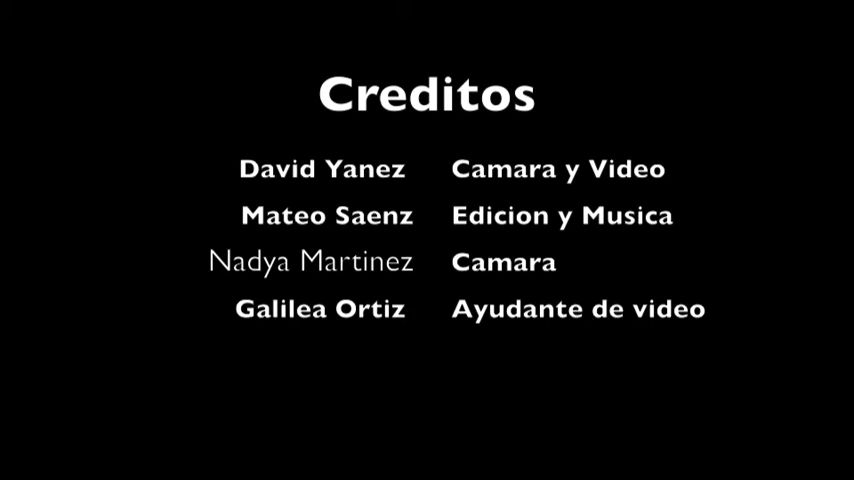 Creditos
David Yanez Camara y Video
Mateo Saenz Edicion y Musica
Nadya Martinez Camara
Galilea Ortiz Ayudante de video